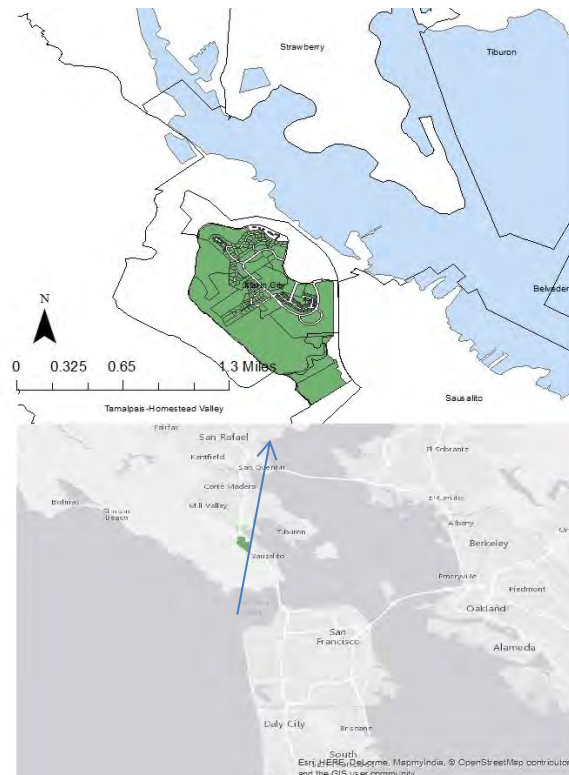 Strawberry
Tiburon
Marin City
Belveder
N
0 0.325 0.65 1.3 Miles
Sausalito
Tamalpais-Homestead Valley
Fairfax
San Rafael
El Sobrante
Kentfield
San Quentin
Corte Madera
El Cerrito
Bolinas
Stinson
Beach
Mill Valley
Albany
Tiburon
Berkeley
Sausalito
Emeryville
Piedmont
Oakland
San
Francisco
Alameda
Daly City
Brisbane
South
Esri, HERE, DeLorme, MapmyIndia, © OpenStreetMap contributor
and the GIS user community